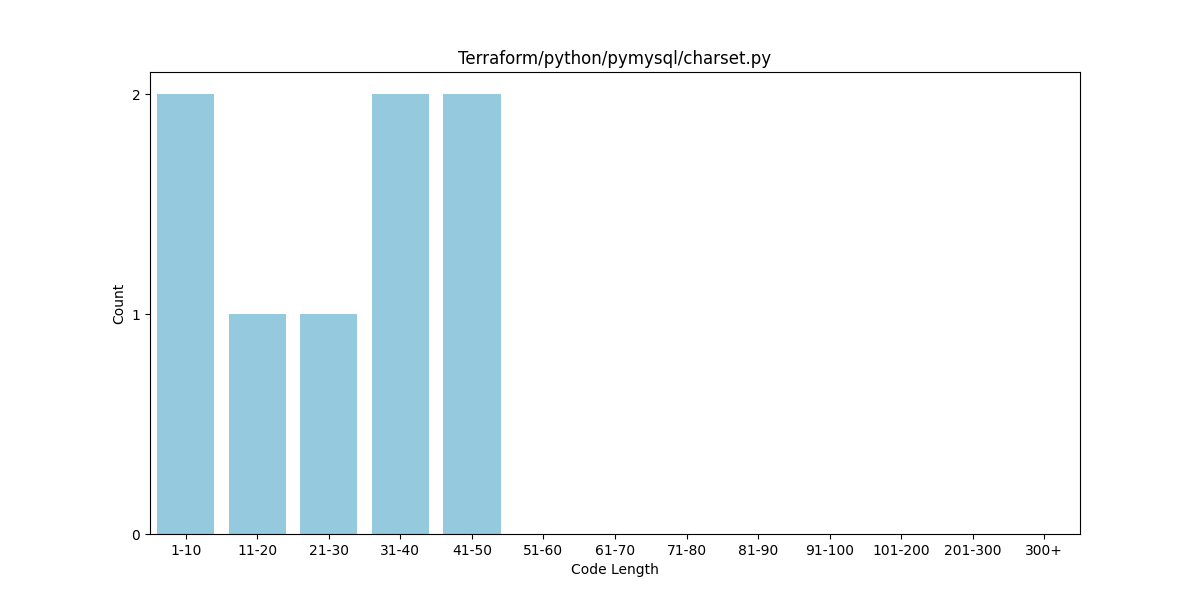 Terraform/python/pymysql/charset.py
2
1
0
Count
1-10 11-20 21-30 31-40 41-50 51-60 61-70 71-80 81-90 91-100 101-200 201-300 300+
Code Length